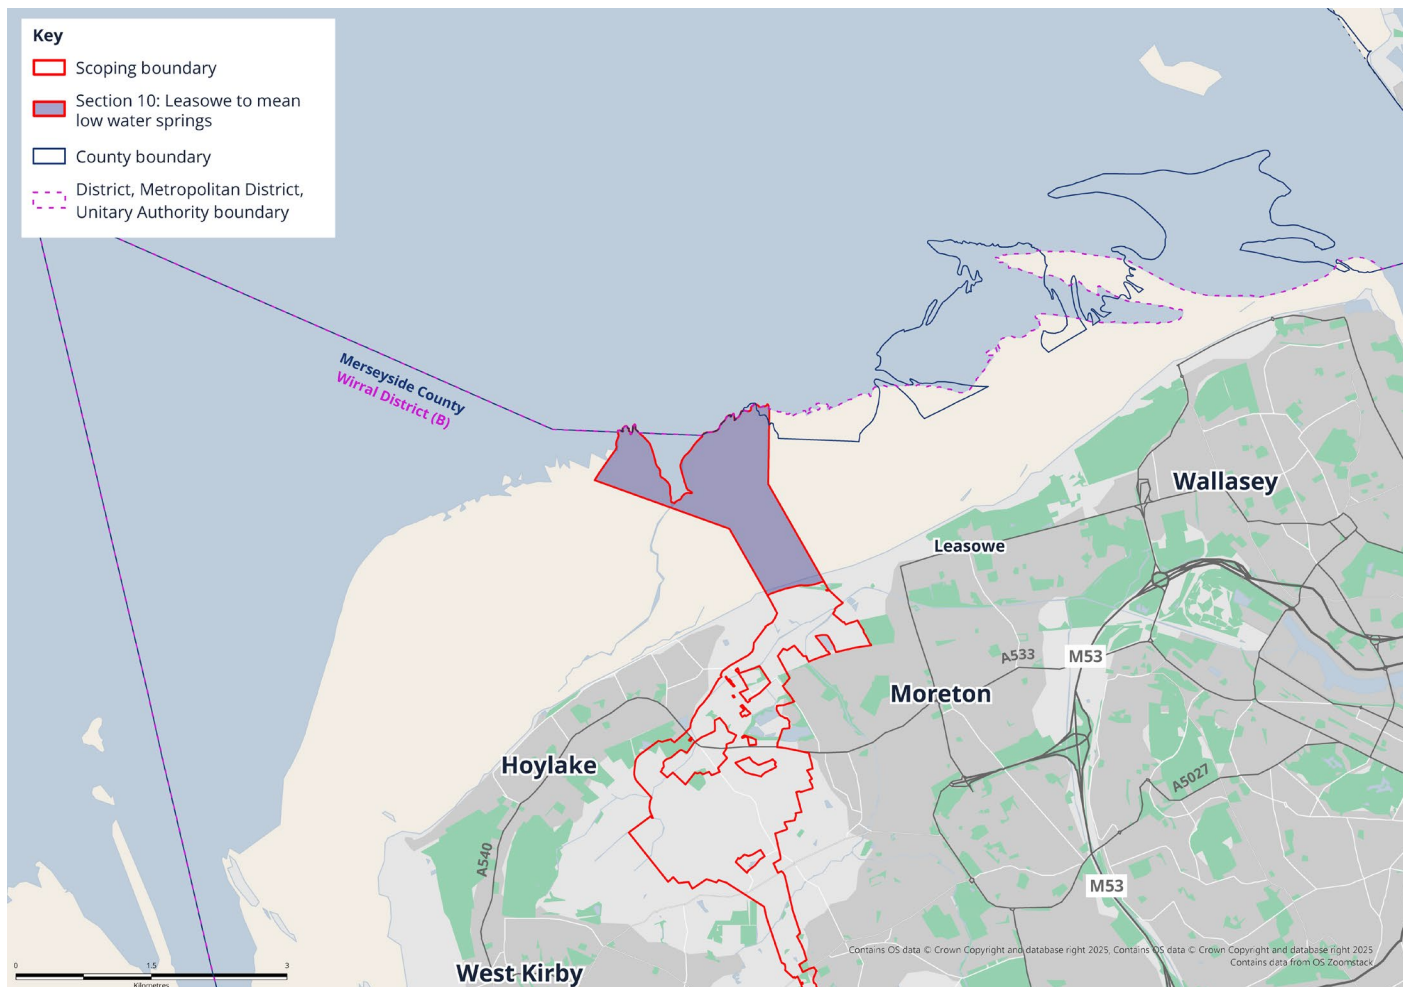 Key
Scoping boundary
Section 10: Leasowe to mean
low water springs
County boundary
District, Metropolitan District,
Unitary Authority boundary
Merseyside County
Wirral District (B)
Wallasey
Leasowe
A533
M53
Moreton
Hoylake
A5027
A540
M53
Contains OS data © Crown Copyright and database right 2025, Contains OS data © Crown Copyright and database right 2025
Contains data from OS Zoomstack
West Kirby
0 1.5 3
Kilometres